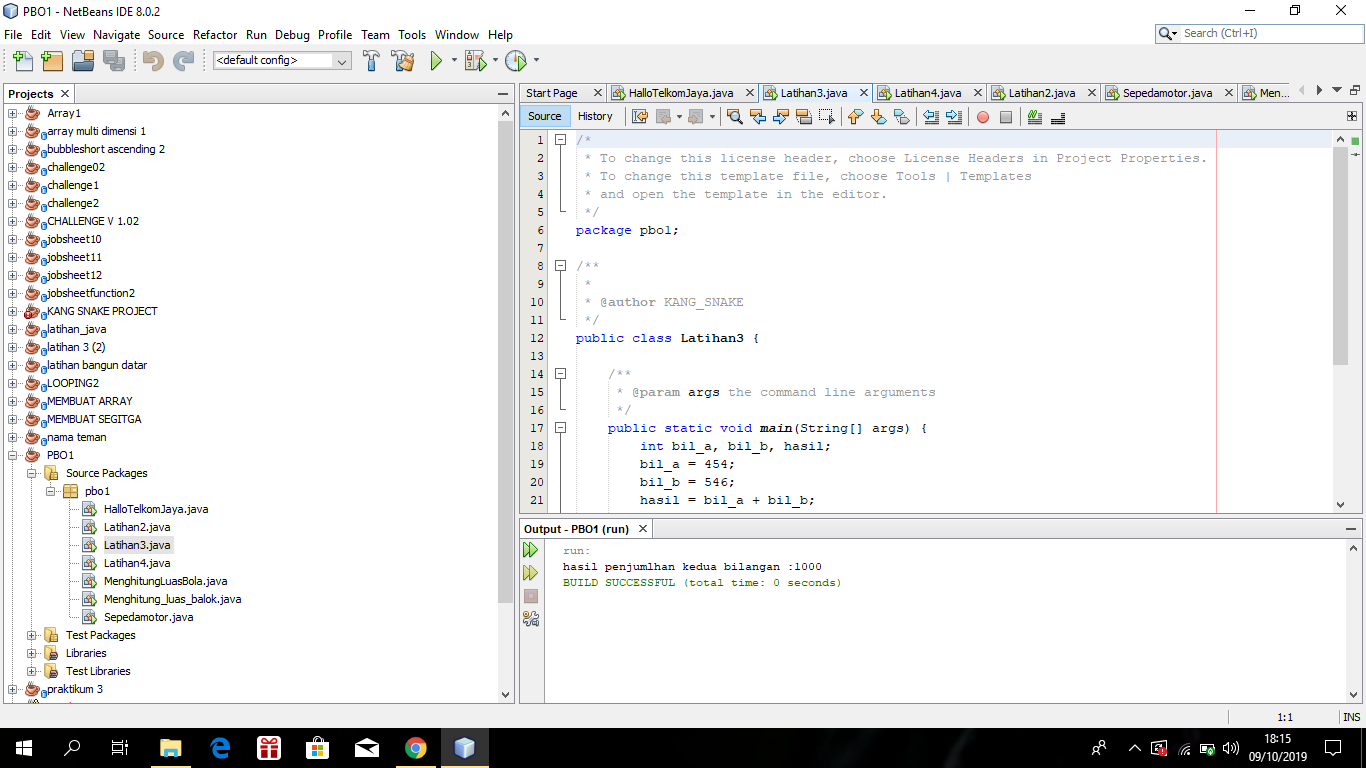 PBO1 - NetBeans IDE 8.0.2
File Edit View Navigate Source Refactor Run Debug Profile Team Tools Window Help
Search (Ctrl+I)
<default config>
Projects
Array1
array multi dimensi 1
bubbleshort ascending 2
challenge02
challenge1
challenge2
CHALLENGE V 1.02
jobsheet10
jobsheet11
jobsheet12
jobsheetfunction2
KANG SNAKE PROJECT
latihan_java
latihan 3 (2)
latihan bangun datar
LOOPING2
MEMBUAT ARRAY
MEMBUAT SEGITGA
nama teman
PBO1
Source Packages
pbo1
HalloTelkomJaya.java
Latihan2.java
Latihan3.java
Latihan4.java
MenghitungLuasBola.java
Menghitung_luas_balok.java
Sepedamotor.java
Test Packages
Libraries
Test Libraries
praktikum 3
Start Page HalloTelkomJaya.java Latihan3.java Latihan4.java Latihan2.java Sepedamotor.java Men...
Source History
1 /*
2 * To change this license header, choose License Headers in Project Properties.
3 * To change this template file, choose Tools | Templates
4 * and open the template in the editor.
5 */
6 package pbo1;
7
8 /**
9 *
10 * @author KANG_SNAKE
11 */
12 public class Latihan3 {
13
14 /**
15 * @param args the command line arguments
16 */
17 public static void main(String[] args) {
18 int bil_a, bil_b, hasil;
19 bil_a = 454;
20 bil_b = 546;
21 hasil = bil_a + bil_b;
Output - PBO1 (run)
run:
hasil penjumlhan kedua bilangan :1000
BUILD SUCCESSFUL (total time: 0 seconds)
1:1 INS
18:15
09/10/2019